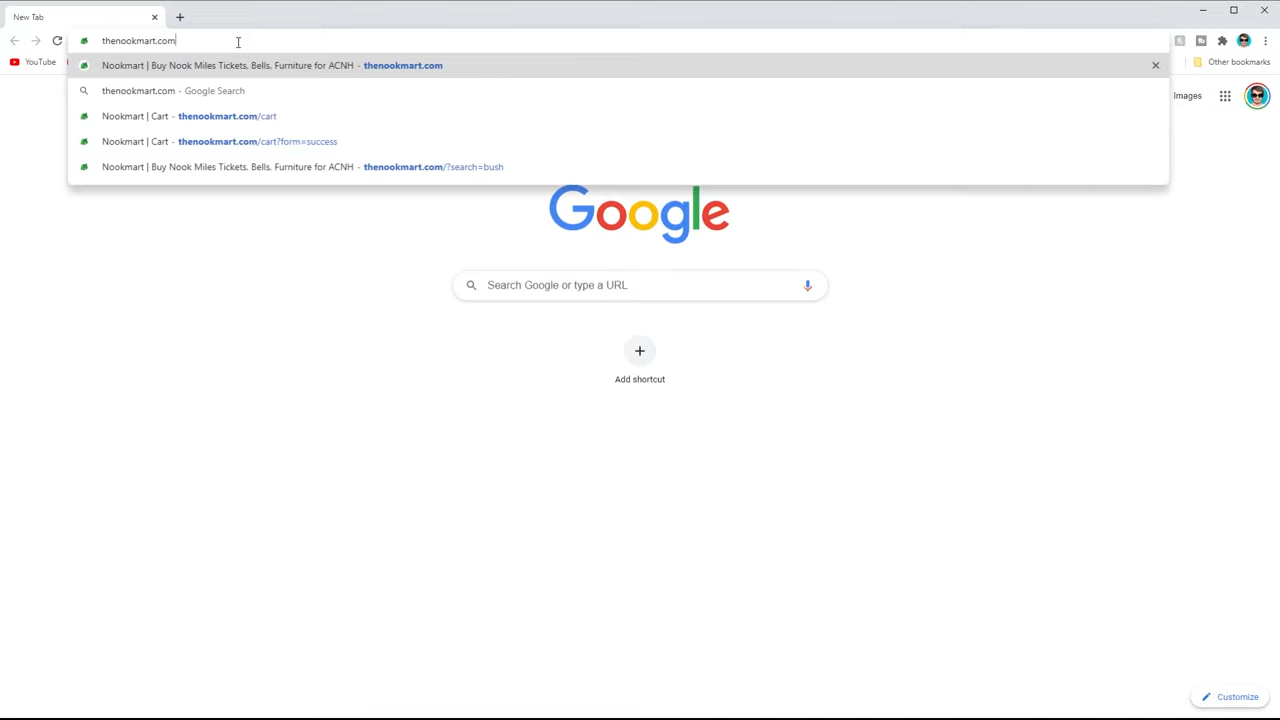 New Tab
thenookmart.com
YouTube
Other bookmarks
Nookmart | Buy Nook Miles Tickets, Bells, Furniture for ACNH - thenookmart.com
thenookmart.com - Google Search
Nookmart | Cart - thenookmart.com/cart
Nookmart | Cart - thenookmart.com/cart?form=success
Nookmart | Buy Nook Miles Tickets, Bells, Furniture for ACNH - thenookmart.com/?search=bush
Images
Google
Search Google or type a URL
Add shortcut
Customize